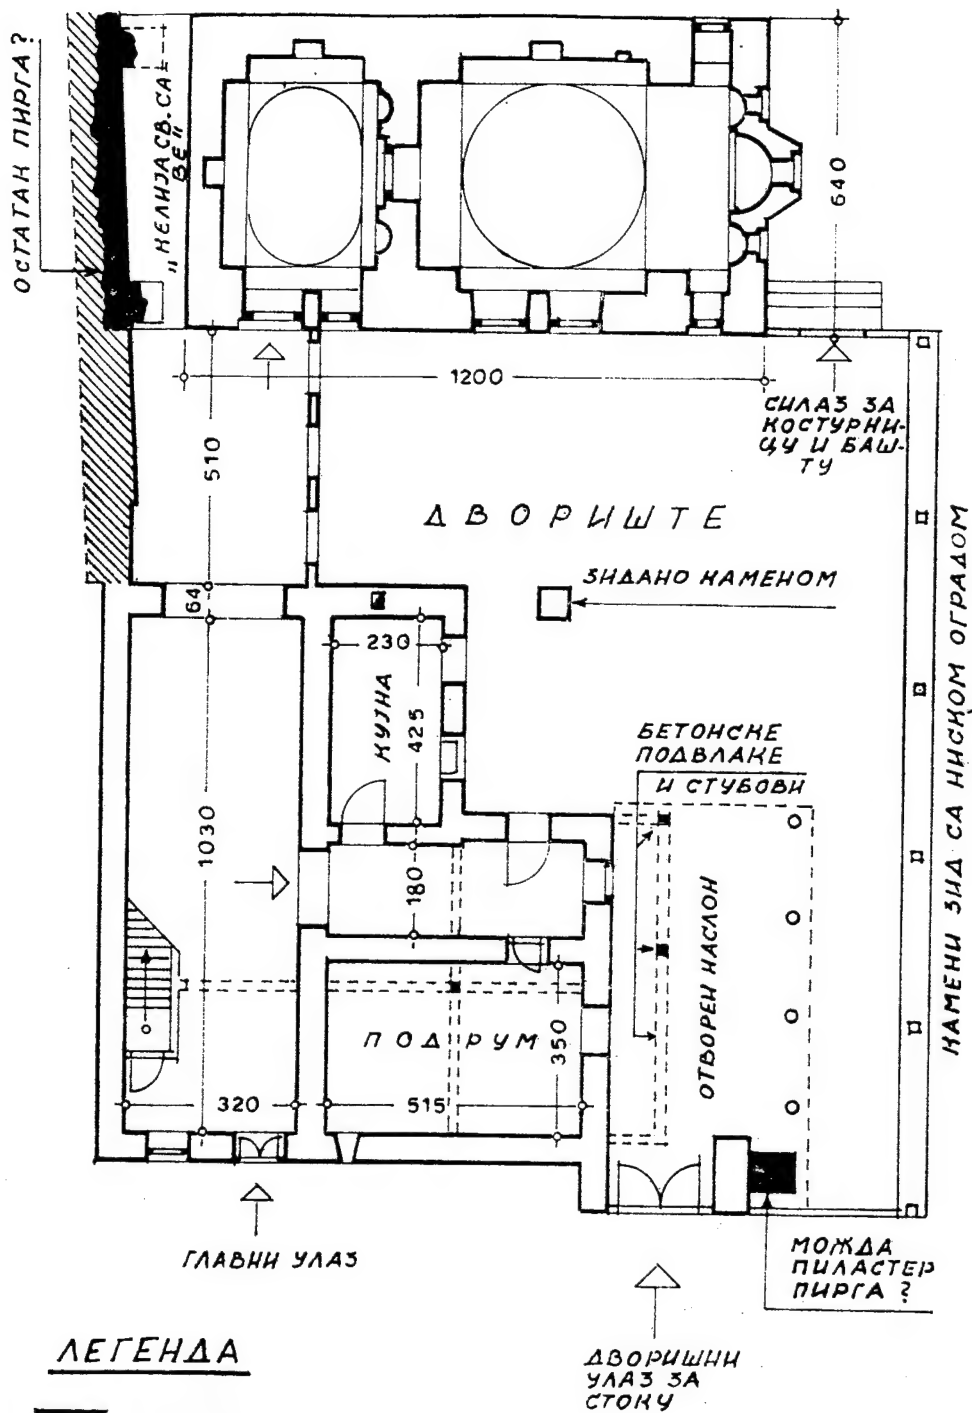 ОСТАТАК ПИРГА?
„КЕЛИЈА СВ. СА-
ВЕ"
640
1200
СИЛАЗ ЗА
КОСТУРНИ-
ЦУ И БАШ-
ТУ
510
ДВОРИШТЕ
ЗИДАНО КАМЕНОМ
64
230
КУЈНА
425
БЕТОНСКЕ
ПОДВЛАКЕ
И СТУБОВИ
КАМЕНИ ЗИД СА НИСКОМ ОГРАДОМ
1030
180
ОТВОРЕН НАСЛОН
ПОДРУМ
350
320
515
ГЛАВНИ УЛАЗ
МОЖДА
ПИЛАСТЕР
ПИРГА?
ЛЕГЕНДА
ДВОРИШНИ
УЛАЗ ЗА
СТОКУ